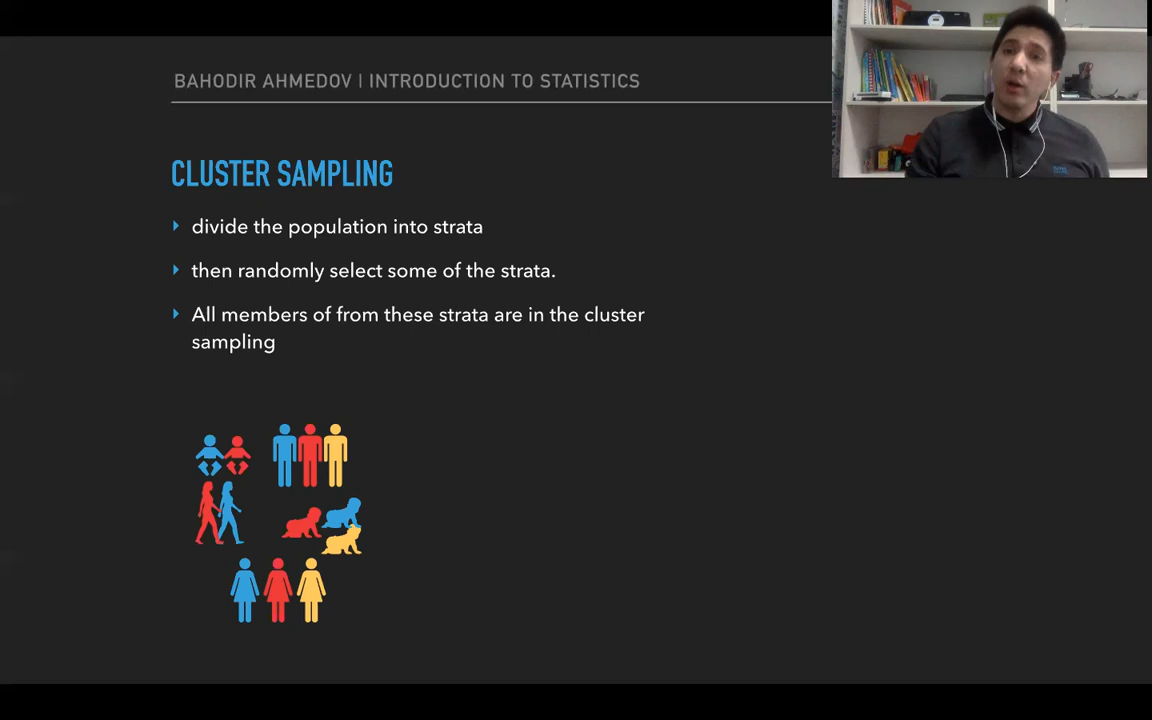 BAHODIR AHMEDOV | INTRODUCTION TO STATISTICS
CLUSTER SAMPLING
divide the population into strata
then randomly select some of the strata.
All members of from these strata are in the cluster
sampling